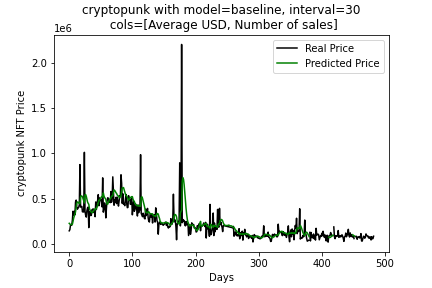 cryptopunk with model=baseline, interval=30
cols=[Average USD, Number of sales]
1e6
Real Price
Predicted Price
2.0
1.5
1.0
0.5
0.0
cryptopunk NFT Price
0 100 200 300 400 500
Days